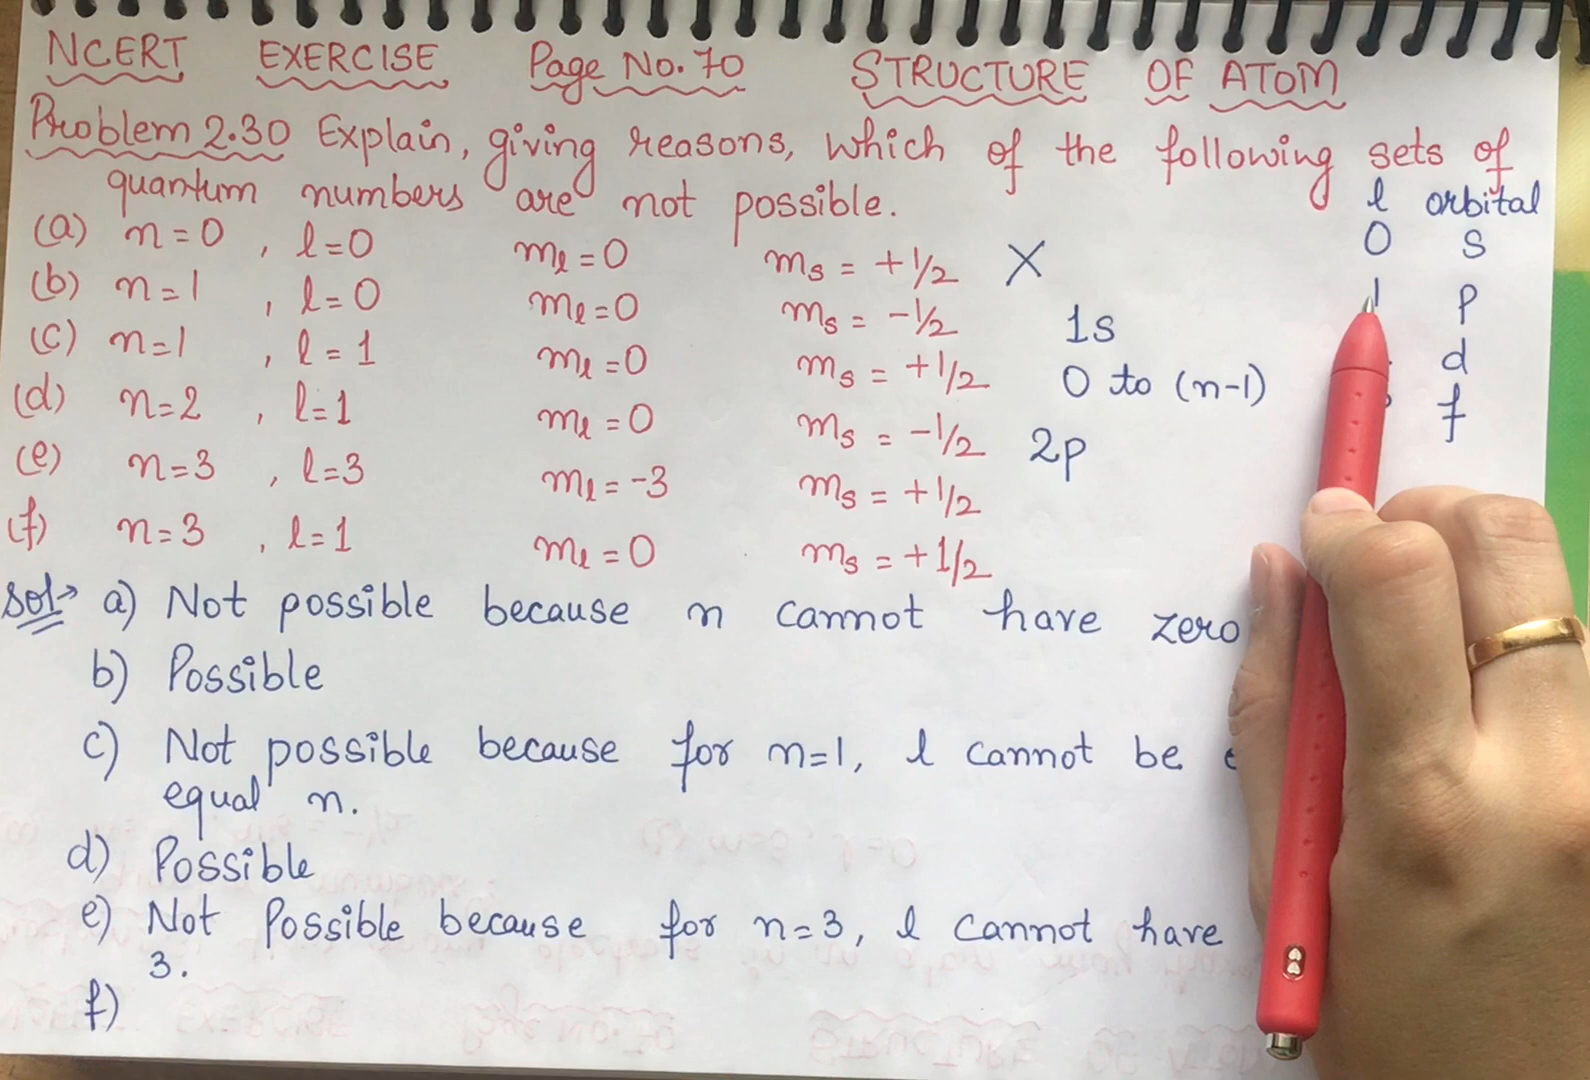 NCERT EXERCISE Page No. 70 STRUCTURE OF ATOM
Problem 2.30 Explain, giving reasons, which of the following sets of
quantum numbers are not possible.
l orbital
0 s
1 p
d
f
(a) n=0, l=0 ml=0 ms = +1/2 X
(b) n=1, l=0 ml=0 ms = -1/2 1s
(c) n=1, l=1 ml=0 ms = +1/2 0 to (n-1)
(d) n=2, l=1 ml=0 ms = -1/2 2p
(e) n=3, l=3 ml=-3 ms = +1/2
(f) n=3, l=1 ml=0 ms = +1/2
Sol→ a) Not possible because n cannot have zero
b) Possible
c) Not possible because for n=1, l cannot be
equal n.
d) Possible
e) Not Possible because for n=3, l cannot have
3.
f)